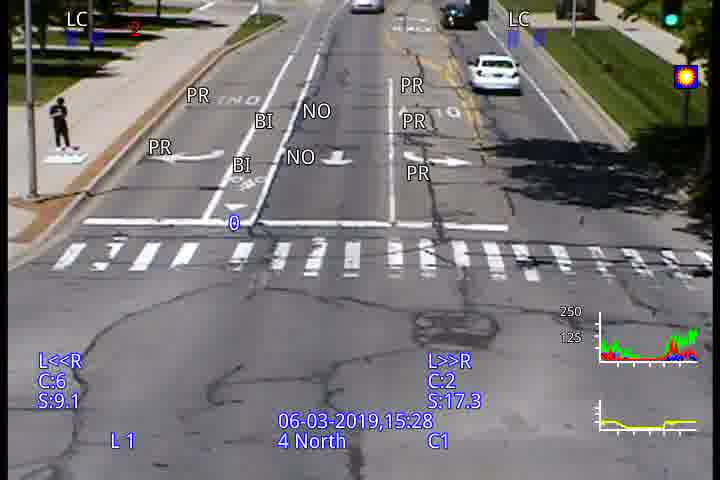 LC
LC
2
PR
PR
BI
NO
PR
PR
BI
NO
PR
0
250
125
L<<R
C:6
S:9.1
L>>R
C:2
S:17.3
06-03-2019,15:28
4 North
L 1
C1